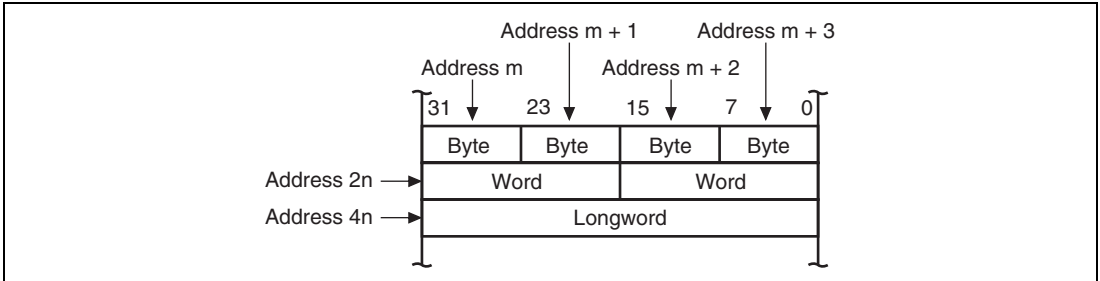 Address m + 1 Address m + 3
Address m Address m + 2
31 23 15 7 0
Byte Byte Byte Byte
Address 2n Word Word
Address 4n Longword